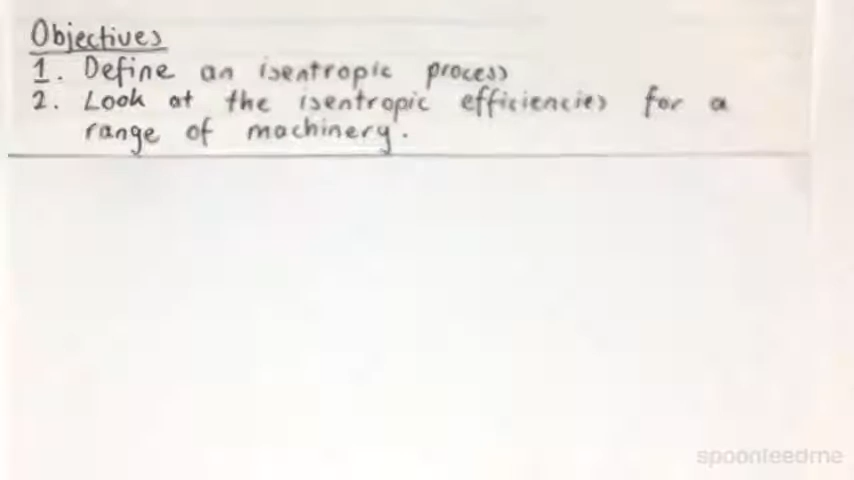 Objectives
1. Define an isentropic process
2. Look at the isentropic efficiencies for a
range of machinery.
spoonfeedme